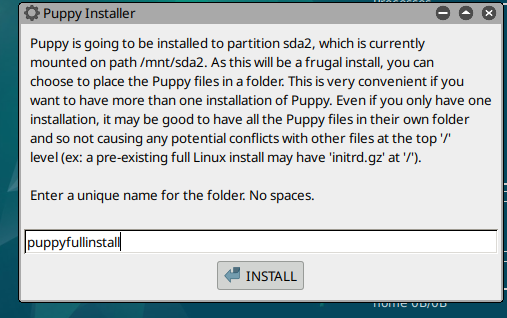 Processes
Puppy Installer
Puppy is going to be installed to partition sda2, which is currently
mounted on path /mnt/sda2. As this will be a frugal install, you can
choose to place the Puppy files in a folder. This is very convenient if you
want to have more than one installation of Puppy. Even if you only have one
installation, it may be good to have all the Puppy files in their own folder
and so not causing any potential conflicts with other files at the top '/'
level (ex: a pre-existing full Linux install may have 'initrd.gz' at '/').
Enter a unique name for the folder. No spaces.
puppyfullinstall
INSTALL
home 0B/0B